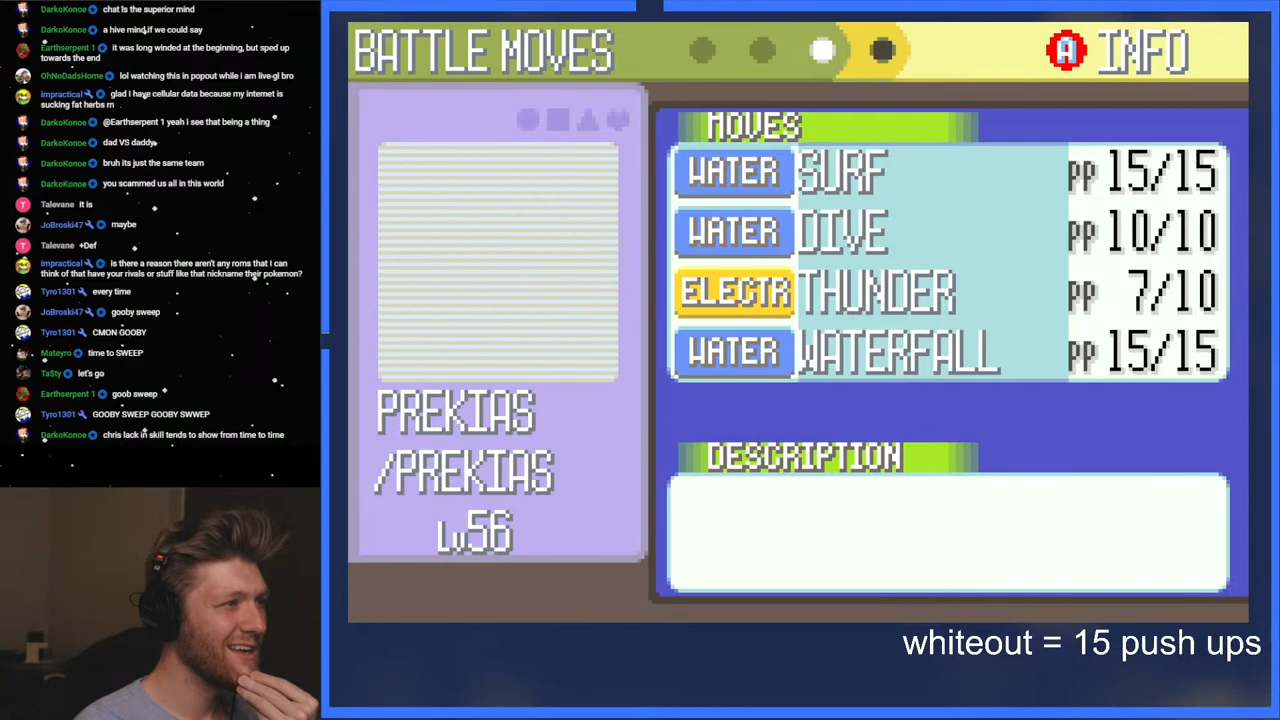 DarkoKonoe chat is the superior mind
DarkoKonoe a hive mind if we could say
Earthserpent 1 it was long winded at the beginning, but sped up
towards the end
OhNoDadsHome lol watching this in popout while i am live-gl bro
impractical glad I have cellular data because my internet is
sucking fat herbs rn
DarkoKonoe @Earthserpent 1 yeah i see that being a thing
DarkoKonoe dad VS daddy
DarkoKonoe bruh its just the same team
DarkoKonoe you scammed us all in this world
T Talevane It is
JoBroski47 maybe
T Talevane +Def
impractical is there a reason there aren't any roms that I can
think of that have your rivals or stuff like that nickname their pokemon?
Tyro1301 every time
JoBroski47 gooby sweep
Tyro1301 CMON GOOBY
Mateyro time to SWEEP
Ta$ty let's go
Earthserpent 1 goob sweep
Tyro1301 GOOBY SWEEP GOOBY SWWEP
DarkoKonoe chris lack in skill tends to show from time to time
BATTLE MOVES
A INFO
MOVES
WATER SURF PP 15/15
WATER DIVE PP 10/10
ELECTR THUNDER PP 7/10
WATER WATERFALL PP 15/15
PREKIAS
/PREKIAS
Lv56
DESCRIPTION
whiteout = 15 push ups